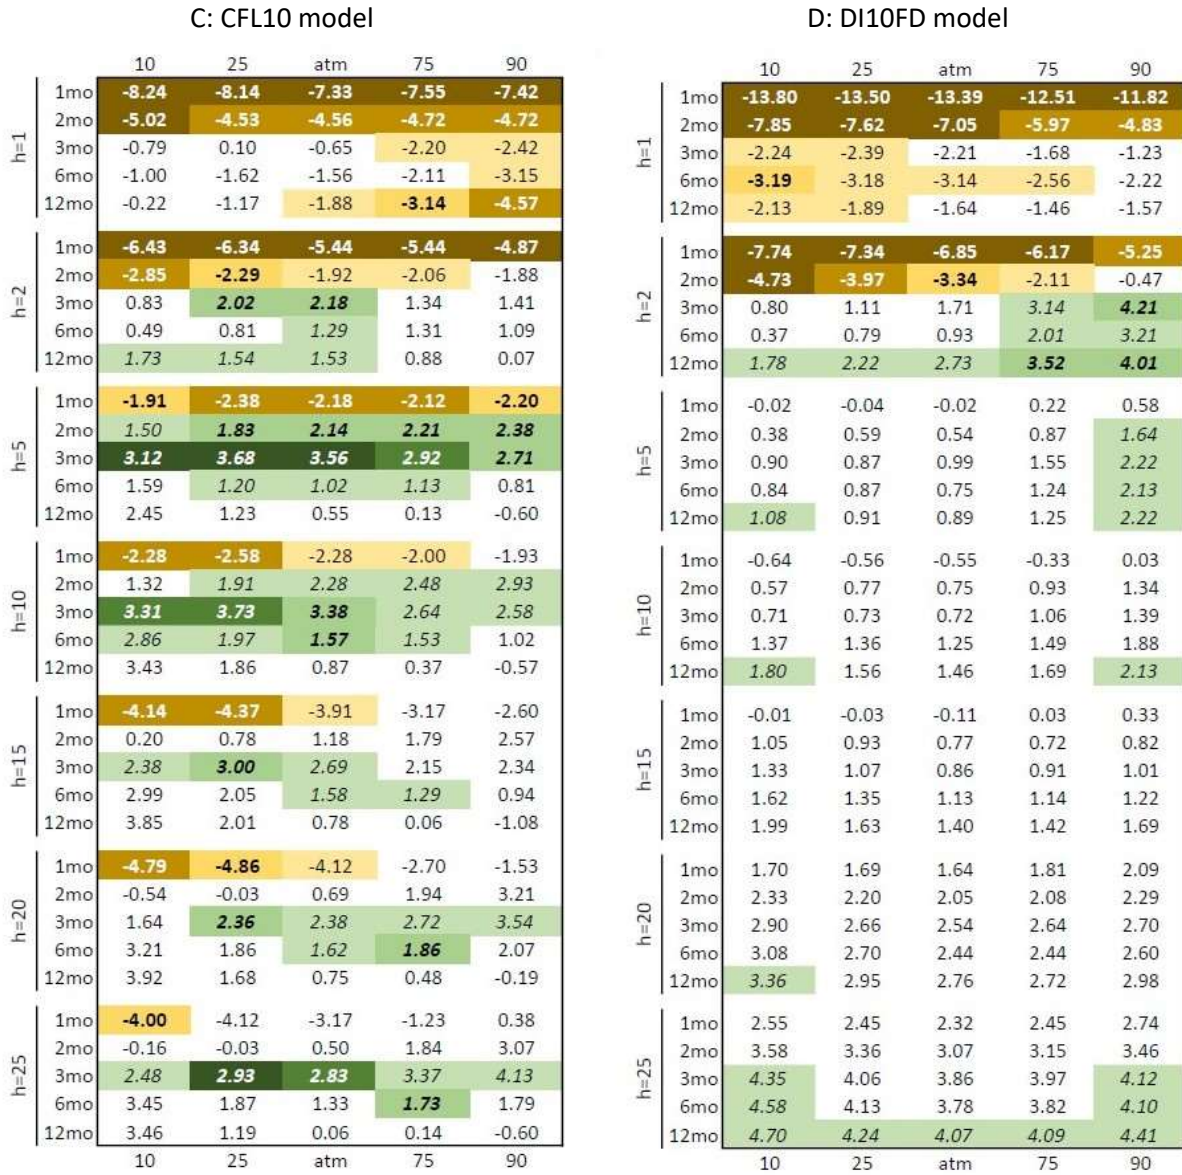 C: CFL10 model
10 25 atm 75 90
h=1
1mo -8.24 -8.14 -7.33 -7.55 -7.42
2mo -5.02 -4.53 -4.56 -4.72 -4.72
3mo -0.79 0.10 -0.65 -2.20 -2.42
6mo -1.00 -1.62 -1.56 -2.11 -3.15
12mo -0.22 -1.17 -1.88 -3.14 -4.57
h=2
1mo -6.43 -6.34 -5.44 -5.44 -4.87
2mo -2.85 -2.29 -1.92 -2.06 -1.88
3mo 0.83 2.02 2.18 1.34 1.41
6mo 0.49 0.81 1.29 1.31 1.09
12mo 1.73 1.54 1.53 0.88 0.07
h=5
1mo -1.91 -2.38 -2.18 -2.12 -2.20
2mo 1.50 1.83 2.14 2.21 2.38
3mo 3.12 3.68 3.56 2.92 2.71
6mo 1.59 1.20 1.02 1.13 0.81
12mo 2.45 1.23 0.55 0.13 -0.60
h=10
1mo -2.28 -2.58 -2.28 -2.00 -1.93
2mo 1.32 1.91 2.28 2.48 2.93
3mo 3.31 3.73 3.38 2.64 2.58
6mo 2.86 1.97 1.57 1.53 1.02
12mo 3.43 1.86 0.87 0.37 -0.57
h=15
1mo -4.14 -4.37 -3.91 -3.17 -2.60
2mo 0.20 0.78 1.18 1.79 2.57
3mo 2.38 3.00 2.69 2.15 2.34
6mo 2.99 2.05 1.58 1.29 0.94
12mo 3.85 2.01 0.78 0.06 -1.08
h=20
1mo -4.79 -4.86 -4.12 -2.70 -1.53
2mo -0.54 -0.03 0.69 1.94 3.21
3mo 1.64 2.36 2.38 2.72 3.54
6mo 3.21 1.86 1.62 1.86 2.07
12mo 3.92 1.68 0.75 0.48 -0.19
h=25
1mo -4.00 -4.12 -3.17 -1.23 0.38
2mo -0.16 -0.03 0.50 1.84 3.07
3mo 2.48 2.93 2.83 3.37 4.13
6mo 3.45 1.87 1.33 1.73 1.79
12mo 3.46 1.19 0.06 0.14 -0.60
10 25 atm 75 90
D: DI10FD model
10 25 atm 75 90
h=1
1mo -13.80 -13.50 -13.39 -12.51 -11.82
2mo -7.85 -7.62 -7.05 -5.97 -4.83
3mo -2.24 -2.39 -2.21 -1.68 -1.23
6mo -3.19 -3.18 -3.14 -2.56 -2.22
12mo -2.13 -1.89 -1.64 -1.46 -1.57
h=2
1mo -7.74 -7.34 -6.85 -6.17 -5.25
2mo -4.73 -3.97 -3.34 -2.11 -0.47
3mo 0.80 1.11 1.71 3.14 4.21
6mo 0.37 0.79 0.93 2.01 3.21
12mo 1.78 2.22 2.73 3.52 4.01
h=5
1mo -0.02 -0.04 -0.02 0.22 0.58
2mo 0.38 0.59 0.54 0.87 1.64
3mo 0.90 0.87 0.99 1.55 2.22
6mo 0.84 0.87 0.75 1.24 2.13
12mo 1.08 0.91 0.89 1.25 2.22
h=10
1mo -0.64 -0.56 -0.55 -0.33 0.03
2mo 0.57 0.77 0.75 0.93 1.34
3mo 0.71 0.73 0.72 1.06 1.39
6mo 1.37 1.36 1.25 1.49 1.88
12mo 1.80 1.56 1.46 1.69 2.13
h=15
1mo -0.01 -0.03 -0.11 0.03 0.33
2mo 1.05 0.93 0.77 0.72 0.82
3mo 1.33 1.07 0.86 0.91 1.01
6mo 1.62 1.35 1.13 1.14 1.22
12mo 1.99 1.63 1.40 1.42 1.69
h=20
1mo 1.70 1.69 1.64 1.81 2.09
2mo 2.33 2.20 2.05 2.08 2.29
3mo 2.90 2.66 2.54 2.64 2.70
6mo 3.08 2.70 2.44 2.44 2.60
12mo 3.36 2.95 2.76 2.72 2.98
h=25
1mo 2.55 2.45 2.32 2.45 2.74
2mo 3.58 3.36 3.07 3.15 3.46
3mo 4.35 4.06 3.86 3.97 4.12
6mo 4.58 4.13 3.78 3.82 4.10
12mo 4.70 4.24 4.07 4.09 4.41
10 25 atm 75 90